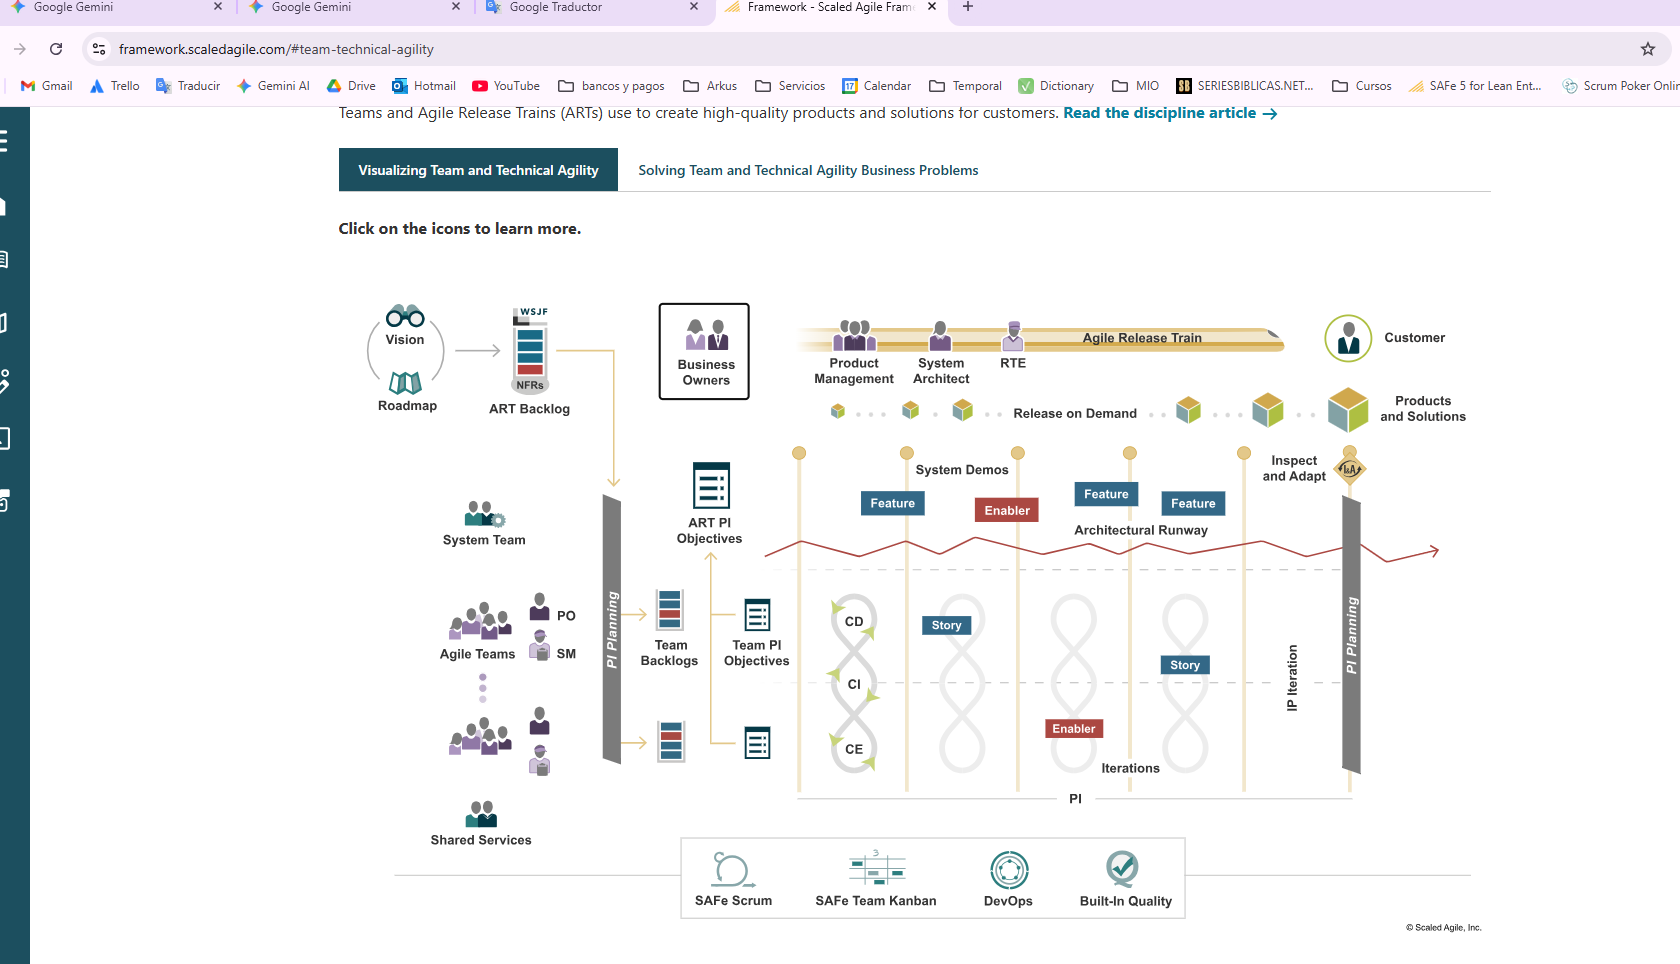 Google Gemini
Google Gemini
Google Traductor
Framework - Scaled Agile Fram
framework.scaledagile.com/#team-technical-agility
Gmail
Trello
Traducir
Gemini AI
Drive
Hotmail
YouTube
bancos y pagos
Arkus
Servicios
17
Calendar
Temporal
Dictionary
MIO
SB
SERIESBIBLICAS.NET...
Cursos
SAFe 5 for Lean Ent...
Scrum Poker Onlin
Teams and Agile Release Trains (ARTs) use to create high-quality products and solutions for customers. Read the discipline article →
Visualizing Team and Technical Agility
Solving Team and Technical Agility Business Problems
Click on the icons to learn more.
Vision
Roadmap
WSJF
NFRs
ART Backlog
Business
Owners
Product
Management
System
Architect
RTE
Agile Release Train
Customer
Release on Demand
Products
and Solutions
System Demos
Inspect
and Adapt
I&A
Feature
Enabler
Feature
Feature
Architectural Runway
ART PI
Objectives
System Team
PI Planning
PI Planning
Agile Teams
PO
SM
Team
Backlogs
Team PI
Objectives
CD
CI
CE
Story
Story
Enabler
IP Iteration
Iterations
PI
Shared Services
SAFe Scrum
3
SAFe Team Kanban
DevOps
Built-In Quality
© Scaled Agile, Inc.